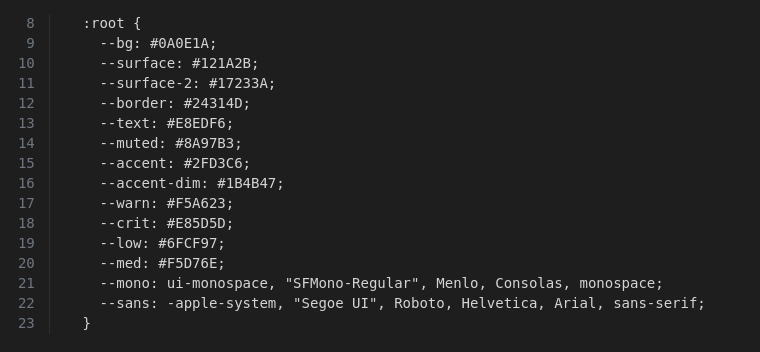 8 :root {
9 --bg: #0A0E1A;
10 --surface: #121A2B;
11 --surface-2: #17233A;
12 --border: #24314D;
13 --text: #E8EDF6;
14 --muted: #8A97B3;
15 --accent: #2FD3C6;
16 --accent-dim: #1B4B47;
17 --warn: #F5A623;
18 --crit: #E85D5D;
19 --low: #6FCF97;
20 --med: #F5D76E;
21 --mono: ui-monospace, "SFMono-Regular", Menlo, Consolas, monospace;
22 --sans: -apple-system, "Segoe UI", Roboto, Helvetica, Arial, sans-serif;
23 }